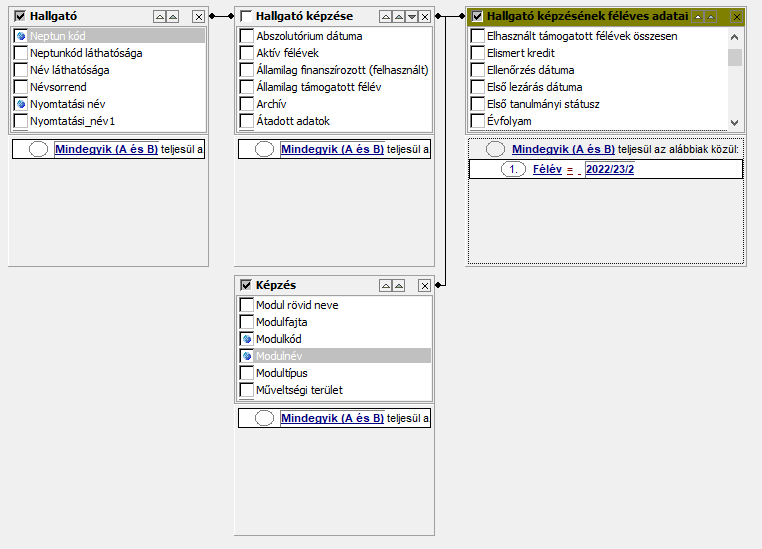 Hallgató
Neptun kód
Neptunkód láthatósága
Név láthatósága
Névsorrend
Nyomtatási név
Nyomtatási_név1
Mindegyik (A és B) teljesül a
Hallgató képzése
Abszolutórium dátuma
Aktív félévek
Államilag finanszírozott (felhasznált)
Államilag támogatott félév
Archív
Átadott adatok
Mindegyik (A és B) teljesül a
Hallgató képzésének féléves adatai
Elhasznált támogatott félévek összesen
Elismert kredit
Ellenőrzés dátuma
Első lezárás dátuma
Első tanulmányi státusz
Évfolyam
Mindegyik (A és B) teljesül az alábbiak közül:
1. Félév = 2022/23/2
Képzés
Modul rövid neve
Modulfajta
Modulkód
Modulnév
Modultípus
Műveltségi terület
Mindegyik (A és B) teljesül a